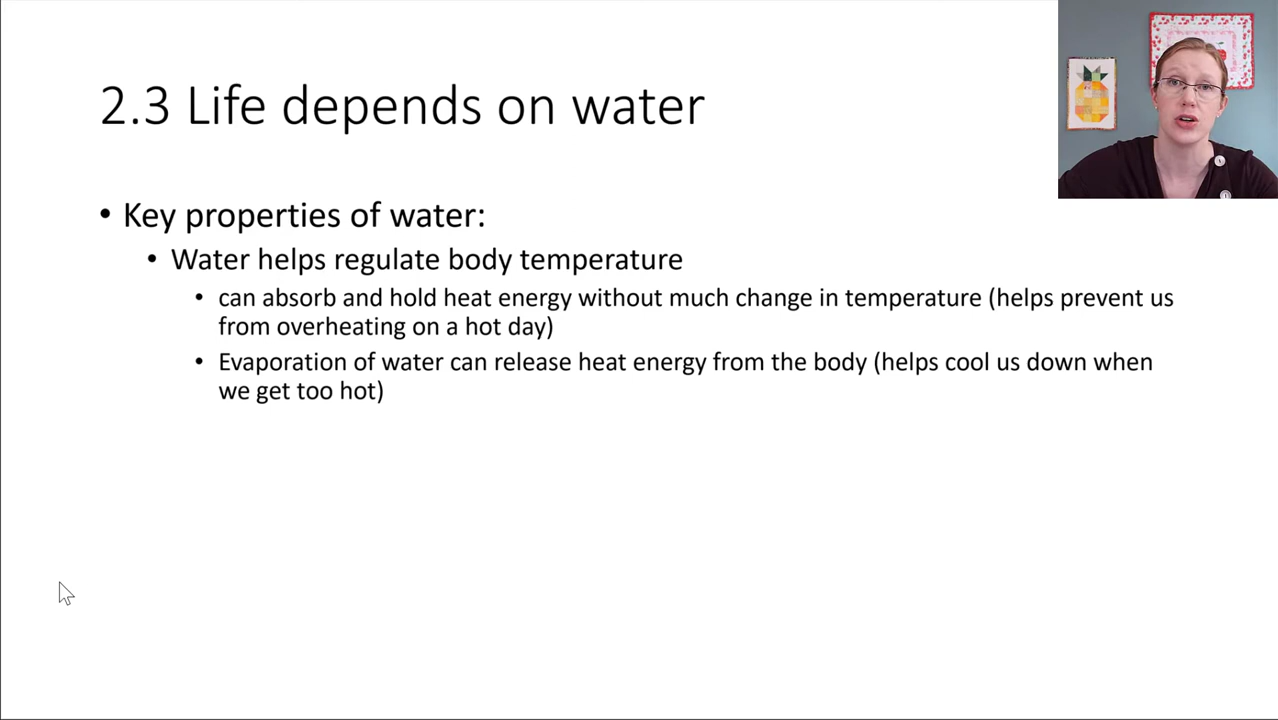 2.3 Life depends on water
• Key properties of water:
• Water helps regulate body temperature
• can absorb and hold heat energy without much change in temperature (helps prevent us
from overheating on a hot day)
• Evaporation of water can release heat energy from the body (helps cool us down when
we get too hot)